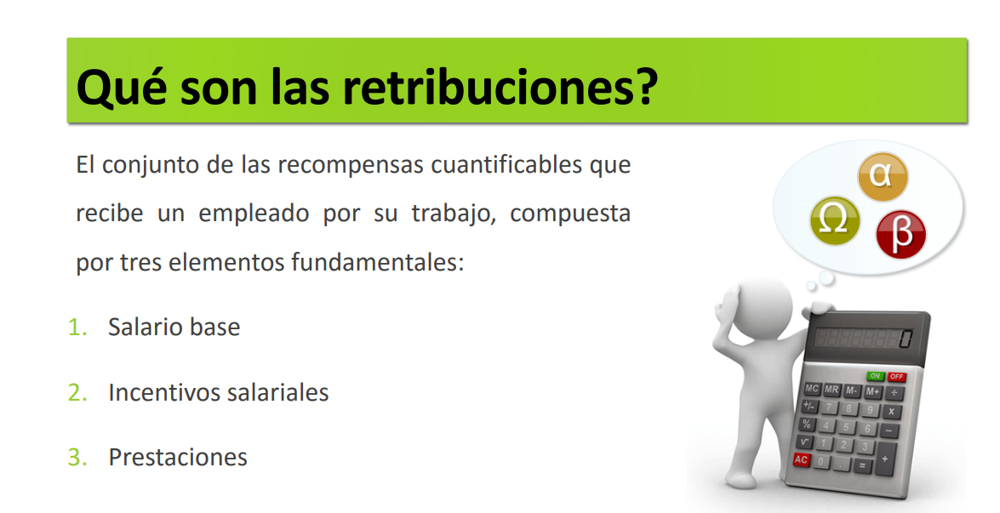 Qué son las retribuciones?
El conjunto de las recompensas cuantificables que
recibe un empleado por su trabajo, compuesta
por tres elementos fundamentales:
1. Salario base
2. Incentivos salariales
3. Prestaciones
α
Ω
β
0
ON OFF
MC MR M- M+ ÷
+/- 7 8 9 x
% 4 5 6 −
√ 1 2 3 +
AC 0 . =